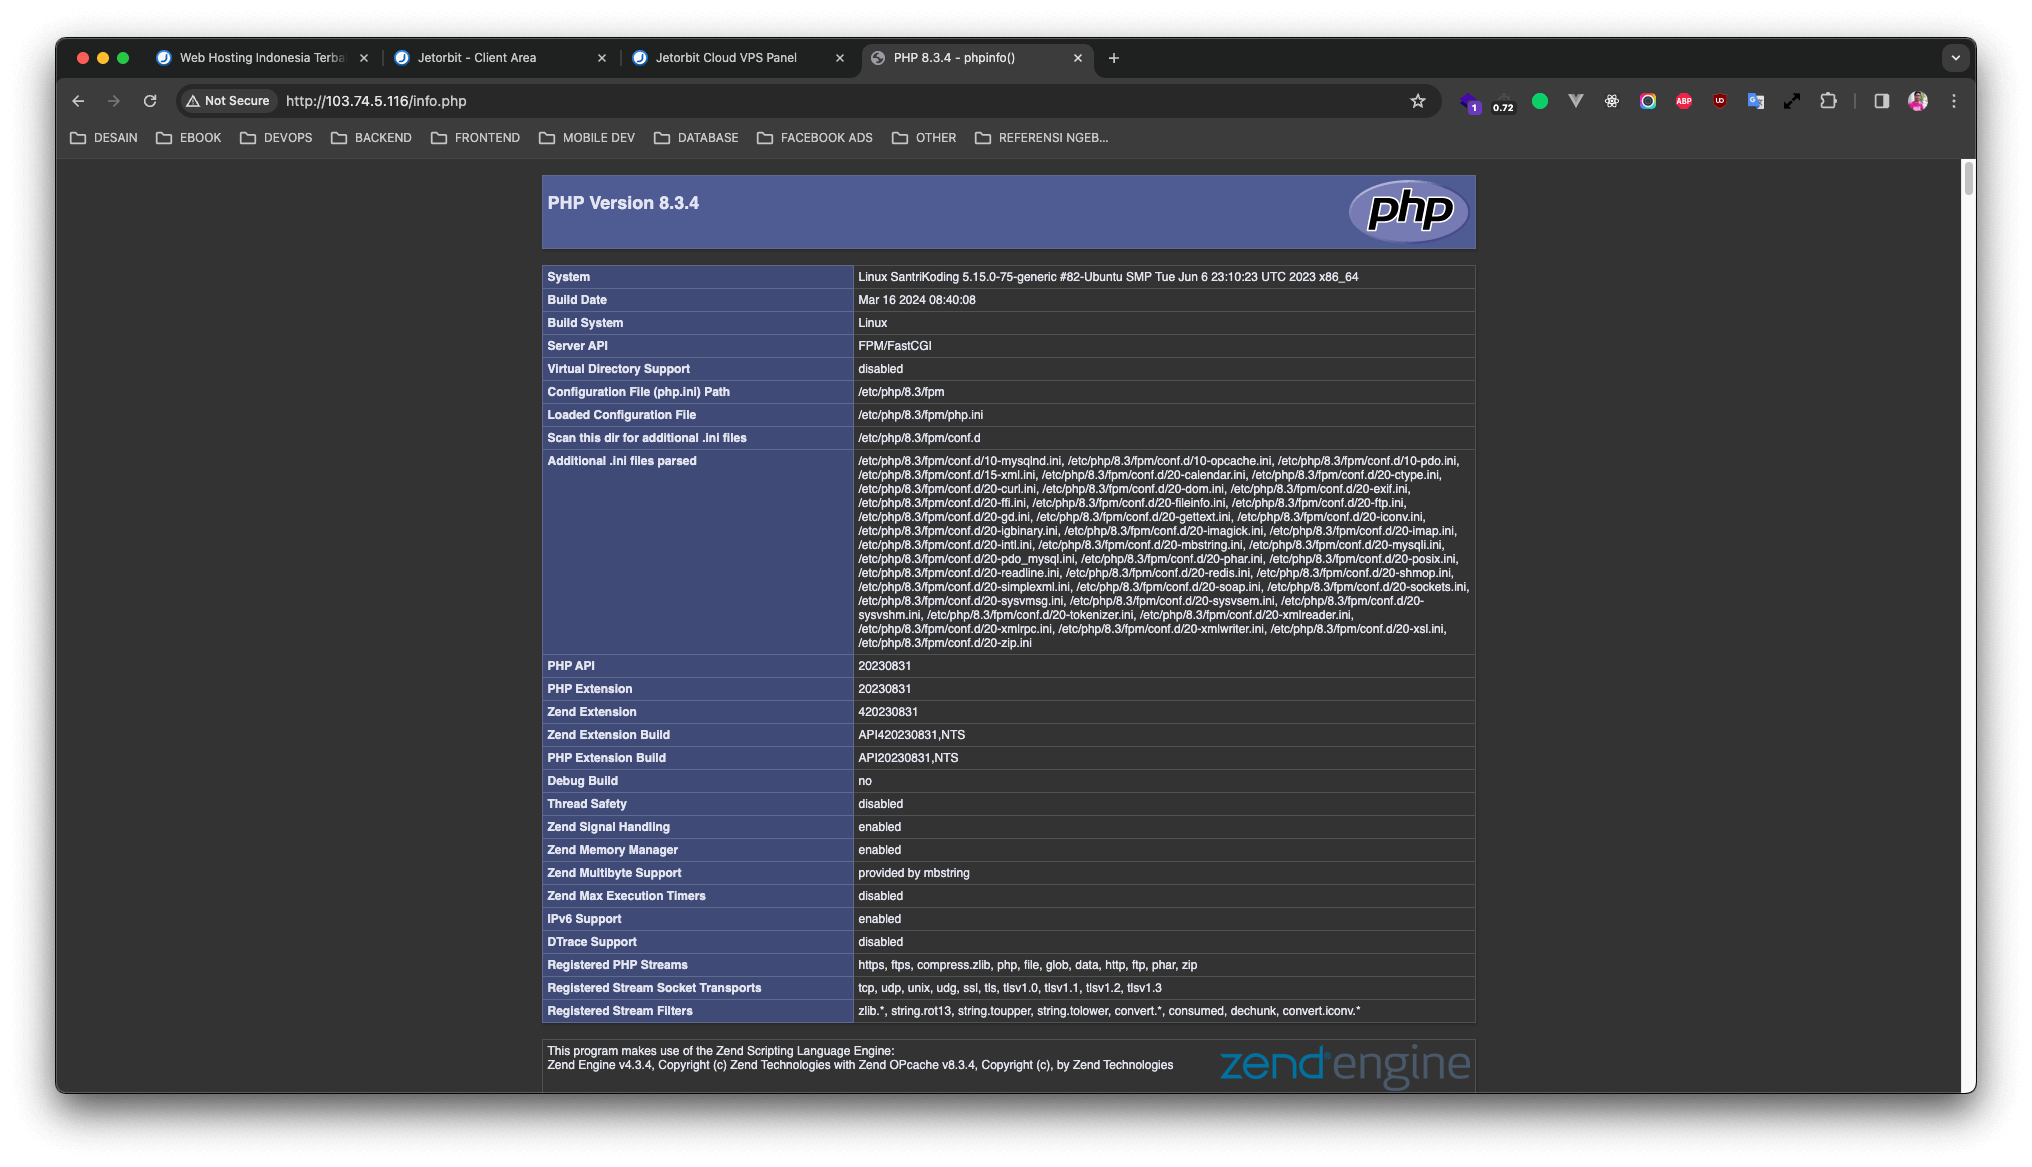 Web Hosting Indonesia Terba
Jetorbit - Client Area
Jetorbit Cloud VPS Panel
PHP 8.3.4 - phpinfo()
Not Secure
http://103.74.5.116/info.php
1
0.72
ABP
DESAIN
EBOOK
DEVOPS
BACKEND
FRONTEND
MOBILE DEV
DATABASE
FACEBOOK ADS
OTHER
REFERENSI NGEB...
PHP Version 8.3.4
php
System Linux SantriKoding 5.15.0-75-generic #82-Ubuntu SMP Tue Jun 6 23:10:23 UTC 2023 x86_64
Build Date Mar 16 2024 08:40:08
Build System Linux
Server API FPM/FastCGI
Virtual Directory Support disabled
Configuration File (php.ini) Path /etc/php/8.3/fpm
Loaded Configuration File /etc/php/8.3/fpm/php.ini
Scan this dir for additional .ini files /etc/php/8.3/fpm/conf.d
Additional .ini files parsed /etc/php/8.3/fpm/conf.d/10-mysqlnd.ini, /etc/php/8.3/fpm/conf.d/10-opcache.ini, /etc/php/8.3/fpm/conf.d/10-pdo.ini,
/etc/php/8.3/fpm/conf.d/15-xml.ini, /etc/php/8.3/fpm/conf.d/20-calendar.ini, /etc/php/8.3/fpm/conf.d/20-ctype.ini,
/etc/php/8.3/fpm/conf.d/20-curl.ini, /etc/php/8.3/fpm/conf.d/20-dom.ini, /etc/php/8.3/fpm/conf.d/20-exif.ini,
/etc/php/8.3/fpm/conf.d/20-ffi.ini, /etc/php/8.3/fpm/conf.d/20-fileinfo.ini, /etc/php/8.3/fpm/conf.d/20-ftp.ini,
/etc/php/8.3/fpm/conf.d/20-gd.ini, /etc/php/8.3/fpm/conf.d/20-gettext.ini, /etc/php/8.3/fpm/conf.d/20-iconv.ini,
/etc/php/8.3/fpm/conf.d/20-igbinary.ini, /etc/php/8.3/fpm/conf.d/20-imagick.ini, /etc/php/8.3/fpm/conf.d/20-imap.ini,
/etc/php/8.3/fpm/conf.d/20-intl.ini, /etc/php/8.3/fpm/conf.d/20-mbstring.ini, /etc/php/8.3/fpm/conf.d/20-mysqli.ini,
/etc/php/8.3/fpm/conf.d/20-pdo_mysql.ini, /etc/php/8.3/fpm/conf.d/20-phar.ini, /etc/php/8.3/fpm/conf.d/20-posix.ini,
/etc/php/8.3/fpm/conf.d/20-readline.ini, /etc/php/8.3/fpm/conf.d/20-redis.ini, /etc/php/8.3/fpm/conf.d/20-shmop.ini,
/etc/php/8.3/fpm/conf.d/20-simplexml.ini, /etc/php/8.3/fpm/conf.d/20-soap.ini, /etc/php/8.3/fpm/conf.d/20-sockets.ini,
/etc/php/8.3/fpm/conf.d/20-sysvmsg.ini, /etc/php/8.3/fpm/conf.d/20-sysvsem.ini, /etc/php/8.3/fpm/conf.d/20-
sysvshm.ini, /etc/php/8.3/fpm/conf.d/20-tokenizer.ini, /etc/php/8.3/fpm/conf.d/20-xmlreader.ini,
/etc/php/8.3/fpm/conf.d/20-xmlrpc.ini, /etc/php/8.3/fpm/conf.d/20-xmlwriter.ini, /etc/php/8.3/fpm/conf.d/20-xsl.ini,
/etc/php/8.3/fpm/conf.d/20-zip.ini
PHP API 20230831
PHP Extension 20230831
Zend Extension 420230831
Zend Extension Build API420230831,NTS
PHP Extension Build API20230831,NTS
Debug Build no
Thread Safety disabled
Zend Signal Handling enabled
Zend Memory Manager enabled
Zend Multibyte Support provided by mbstring
Zend Max Execution Timers disabled
IPv6 Support enabled
DTrace Support disabled
Registered PHP Streams https, ftps, compress.zlib, php, file, glob, data, http, ftp, phar, zip
Registered Stream Socket Transports tcp, udp, unix, udg, ssl, tls, tlsv1.0, tlsv1.1, tlsv1.2, tlsv1.3
Registered Stream Filters zlib.*, string.rot13, string.toupper, string.tolower, convert.*, consumed, dechunk, convert.iconv.*
This program makes use of the Zend Scripting Language Engine:
Zend Engine v4.3.4, Copyright (c) Zend Technologies with Zend OPcache v8.3.4, Copyright (c), by Zend Technologies
zend engine